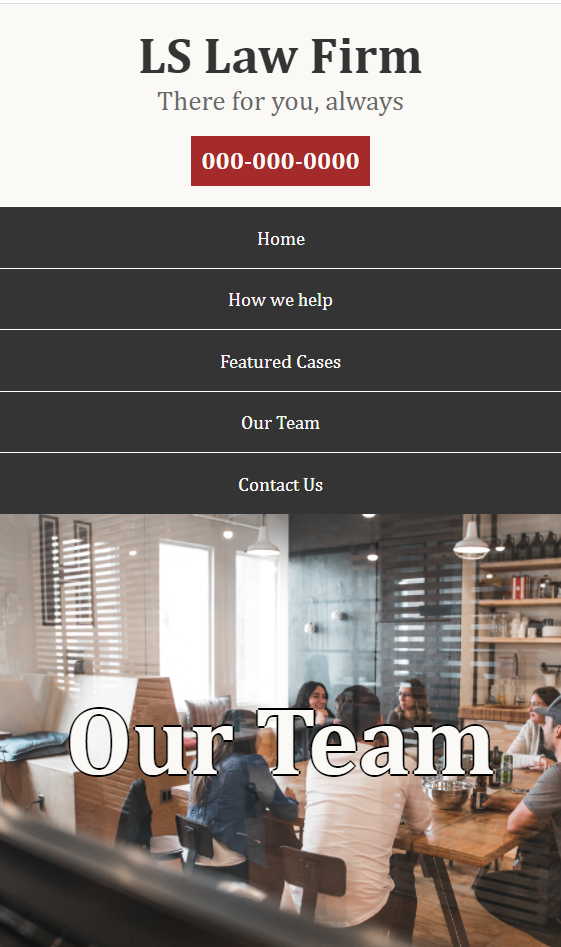 LS Law Firm
There for you, always
000-000-0000
Home
How we help
Featured Cases
Our Team
Contact Us
Our Team